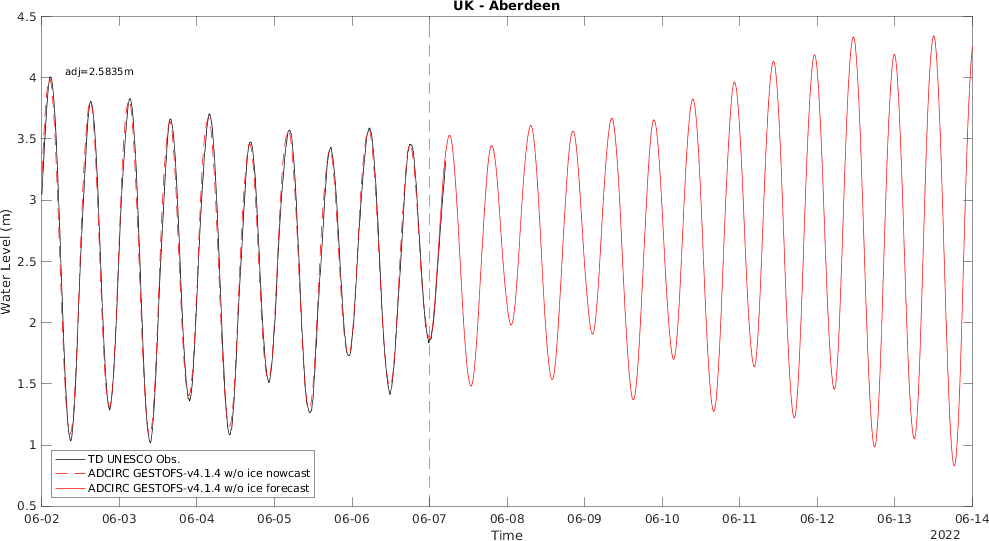 UK - Aberdeen
adj=2.5835m
Water Level (m)
4.5
4
3.5
3
2.5
2
1.5
1
0.5
TD UNESCO Obs.
ADCIRC GESTOFS-v4.1.4 w/o ice nowcast
ADCIRC GESTOFS-v4.1.4 w/o ice forecast
06-02 06-03 06-04 06-05 06-06 06-07 06-08 06-09 06-10 06-11 06-12 06-13 06-14
Time
2022